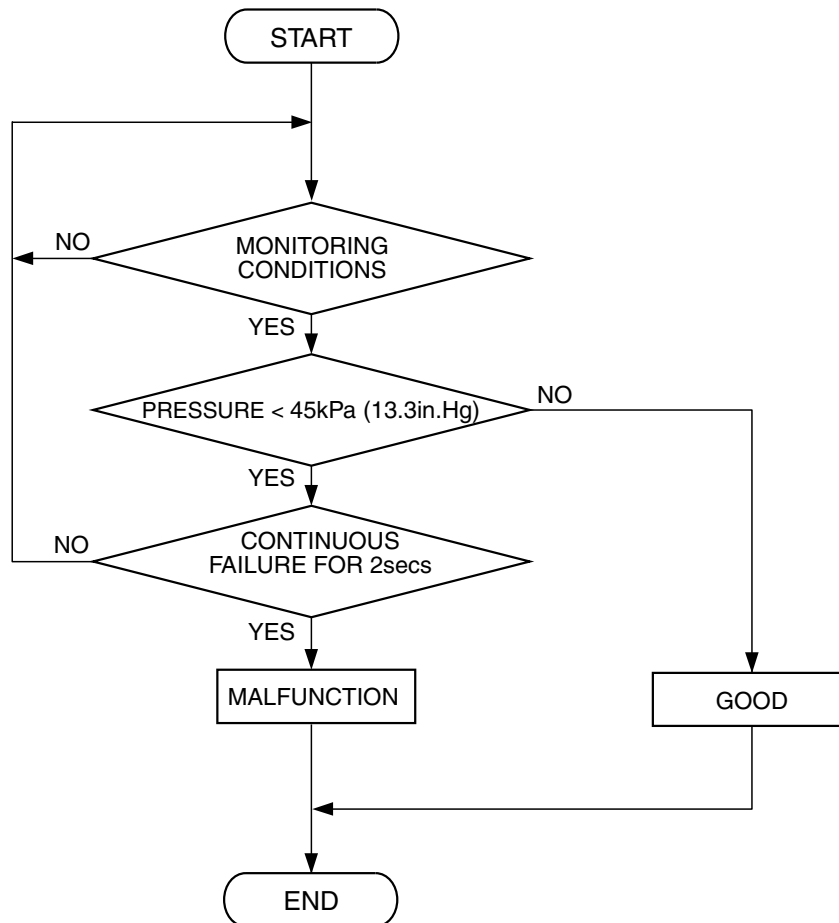 START
NO
MONITORING
CONDITIONS
YES
PRESSURE < 45kPa (13.3in.Hg)
NO
YES
NO
CONTINUOUS
FAILURE FOR 2secs
YES
MALFUNCTION
GOOD
END